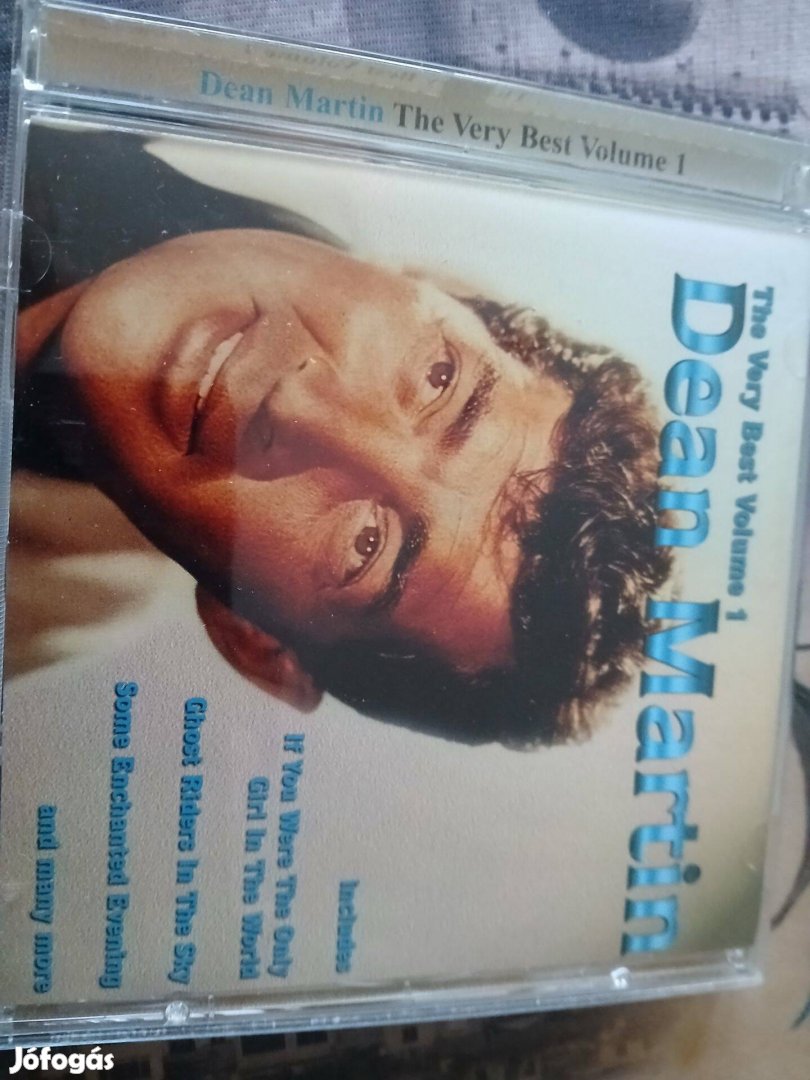 Dean Martin The Very Best Volume 1
The Very Best Volume 1
Dean Martin
Includes
If You Were The Only
Girl In The World
Ghost Riders In The Sky
Some Enchanted Evening
and many more
Jófogás